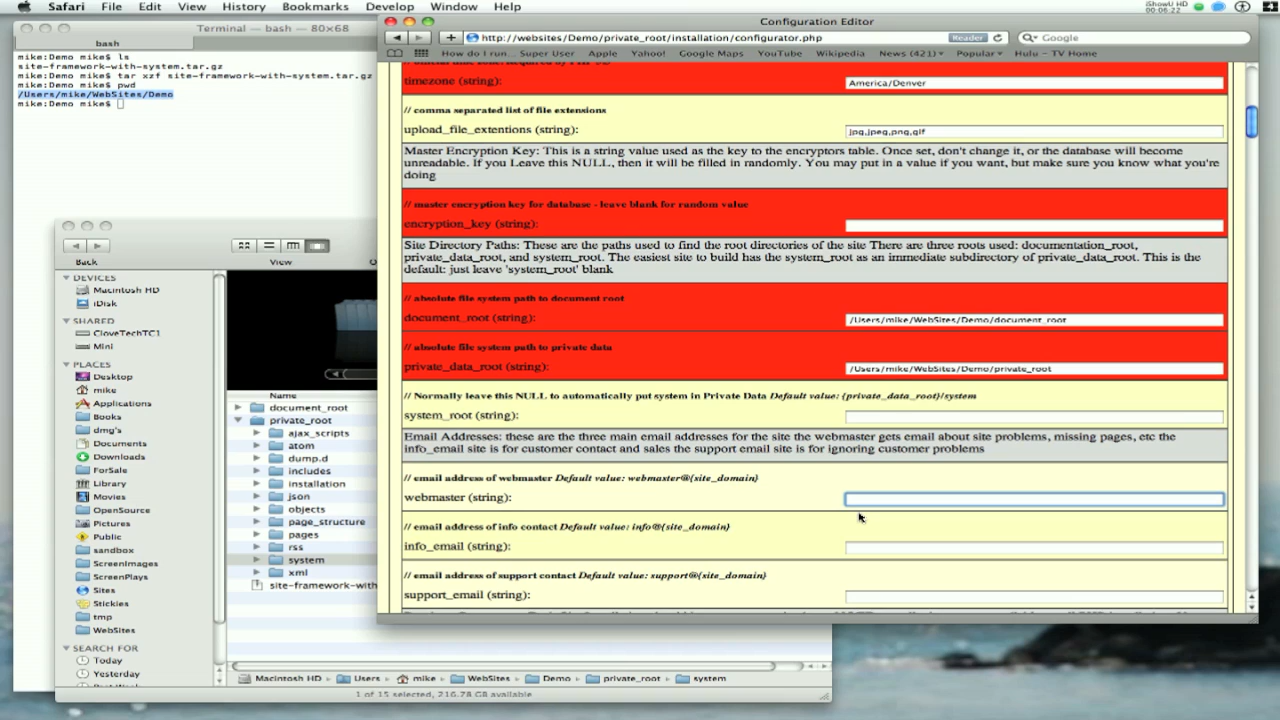 Safari File Edit View History Bookmarks Develop Window Help
iShowU HD
00:06:22
Terminal — bash — 80×68
bash
mike:Demo mike$ ls
site-framework-with-system.tar.gz
mike:Demo mike$ tar xzf site-framework-with-system.tar.gz
mike:Demo mike$ pwd
/Users/mike/WebSites/Demo
mike:Demo mike$
Configuration Editor
http://websites/Demo/private_root/installation/configurator.php
Reader
Google
How do I run... Super User Apple Yahoo! Google Maps YouTube Wikipedia News (421) Popular Hulu - TV Home
timezone (string):
America/Denver
// comma separated list of file extensions
upload_file_extentions (string):
jpg,jpeg,png,gif
Master Encryption Key: This is a string value used as the key to the encryptors table. Once set, don't change it, or the database will become
unreadable. If you Leave this NULL, then it will be filled in randomly. You may put in a value if you want, but make sure you know what you're
doing
// master encryption key for database - leave blank for random value
encryption_key (string):
Site Directory Paths: These are the paths used to find the root directories of the site There are three roots used: documentation_root,
private_data_root, and system_root. The easiest site to build has the system_root as an immediate subdirectory of private_data_root. This is the
default: just leave 'system_root' blank
// absolute file system path to document root
document_root (string):
/Users/mike/WebSites/Demo/document_root
// absolute file system path to private data
private_data_root (string):
/Users/mike/WebSites/Demo/private_root
// Normally leave this NULL to automatically put system in Private Data Default value: {private_data_root}/system
system_root (string):
Email Addresses: these are the three main email addresses for the site the webmaster gets email about site problems, missing pages, etc the
info_email site is for customer contact and sales the support email site is for ignoring customer problems
// email address of webmaster Default value: webmaster@{site_domain}
webmaster (string):
// email address of info contact Default value: info@{site_domain}
info_email (string):
// email address of support contact Default value: support@{site_domain}
support_email (string):
Back
View
DEVICES
Macintosh HD
iDisk
SHARED
CloveTechTC1
Mini
PLACES
Desktop
mike
Applications
Books
dmg's
Documents
Downloads
ForSale
Library
Movies
OpenSource
Pictures
Public
sandbox
ScreenImages
ScreenPlays
Sites
Stickies
tmp
WebSites
SEARCH FOR
Today
Yesterday
Name
document_root
private_root
ajax_scripts
atom
dump.d
includes
installation
json
objects
page_structure
pages
rss
system
xml
site-framework-with
Macintosh HD Users mike WebSites Demo private_root system
1 of 15 selected, 216.78 GB available